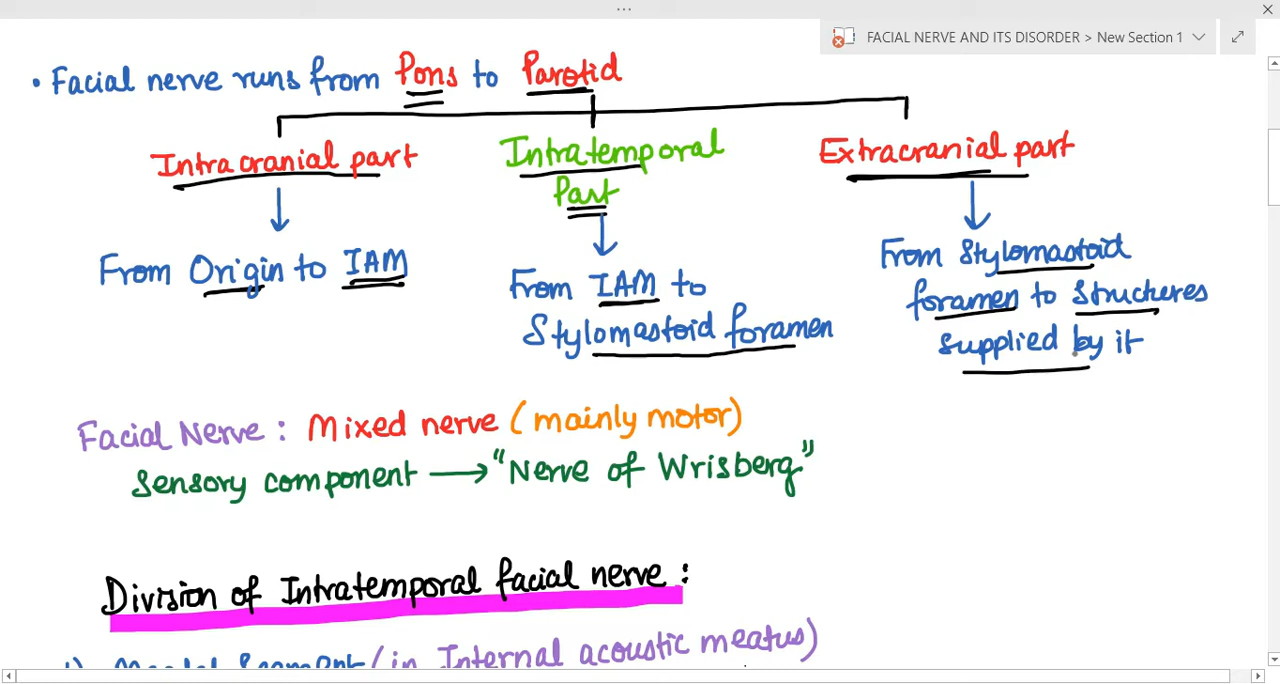 FACIAL NERVE AND ITS DISORDER > New Section 1
• Facial nerve runs from Pons to Parotid
Intracranial part
From Origin to IAM
Intratemporal
Part
From IAM to
Stylomastoid foramen
Extracranial part
From Stylomastoid
foramen to Structures
supplied by it
Facial Nerve : Mixed nerve (mainly motor)
Sensory component → "Nerve of Wrisberg"
Division of Intratemporal facial nerve :
(in Internal acoustic meatus)